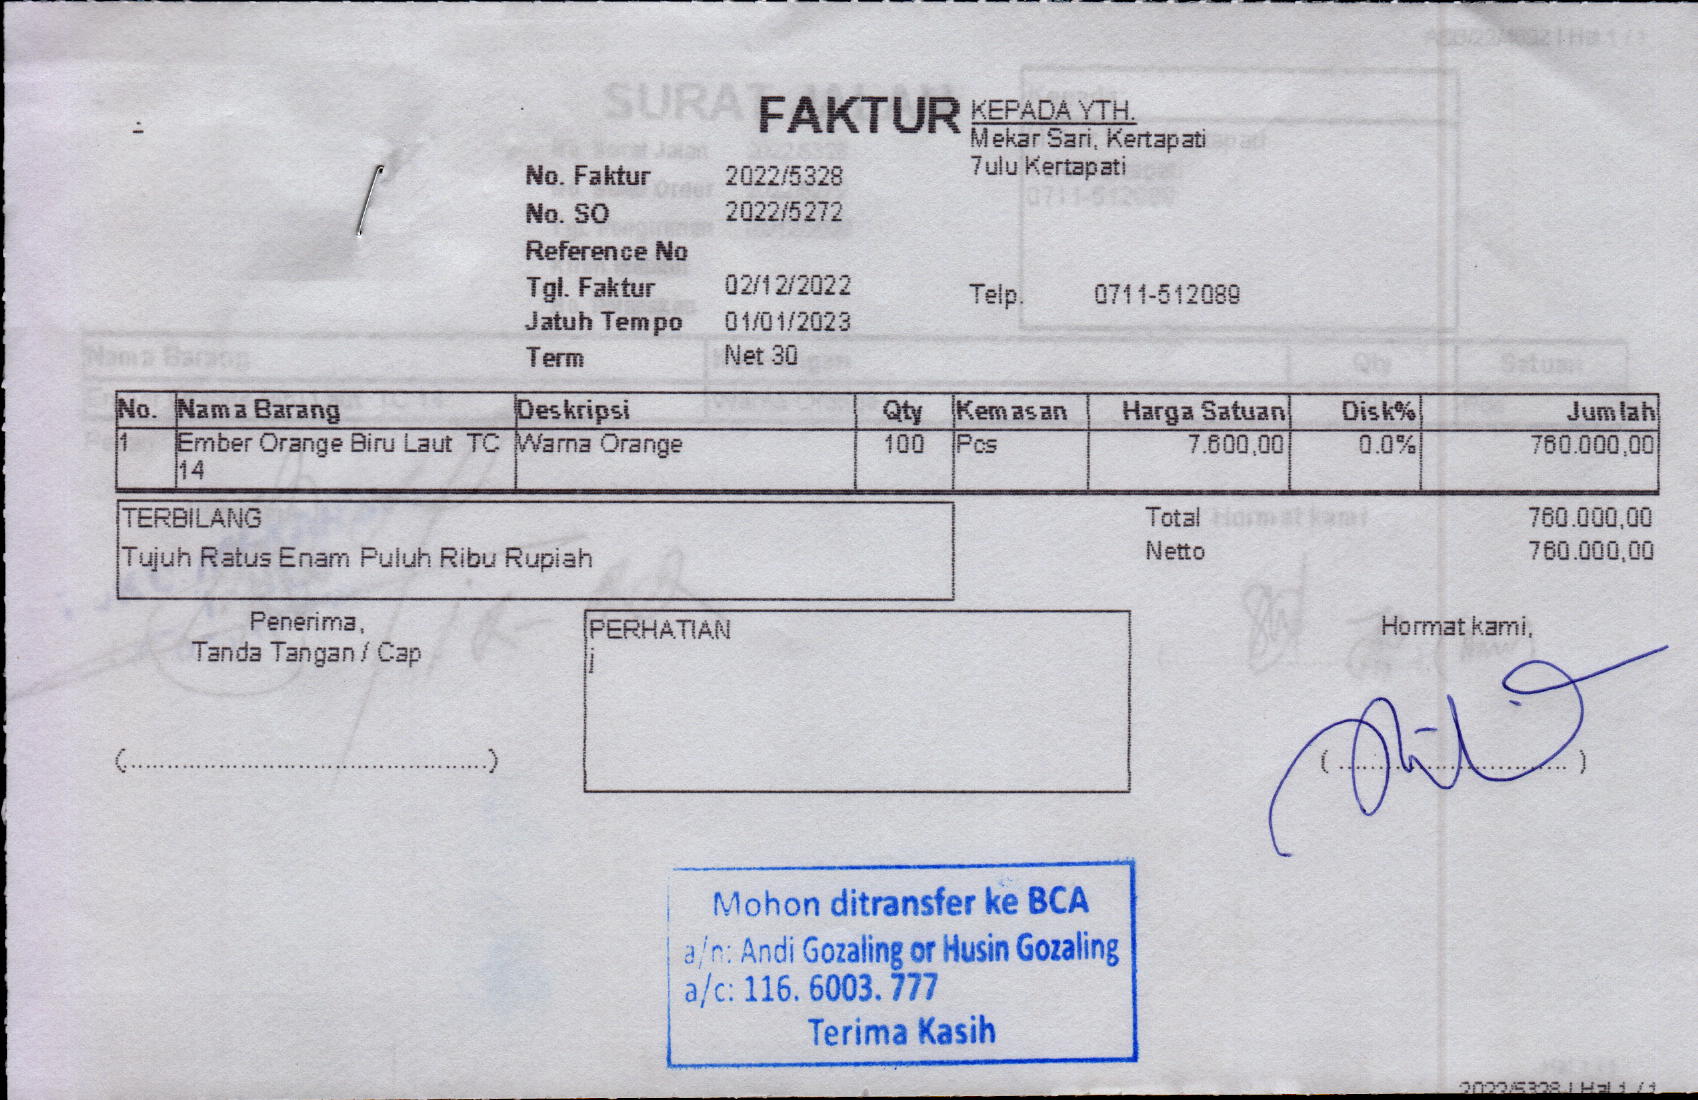 FAKTUR
KEPADA YTH.
Mekar Sari, Kertapati
7ulu Kertapati
No. Faktur 2022/5328
No. SO 2022/5272
Reference No
Tgl. Faktur 02/12/2022
Telp. 0711-512089
Jatuh Tempo 01/01/2023
Term Net 30
No. Nama Barang Deskripsi Qty Kemasan Harga Satuan Disk% Jumlah
1 Ember Orange Biru Laut TC Warna Orange 100 Pcs 7.600,00 0.0% 760.000,00
14
TERBILANG
Tujuh Ratus Enam Puluh Ribu Rupiah
Total 760.000,00
Netto 760.000,00
Penerima,
Tanda Tangan / Cap
(..........................................)
PERHATIAN
j
Hormat kami,
(..............................)
Mohon ditransfer ke BCA
a/n: Andi Gozaling or Husin Gozaling
a/c: 116. 6003. 777
Terima Kasih
2022/5328 | Hal 1 / 1